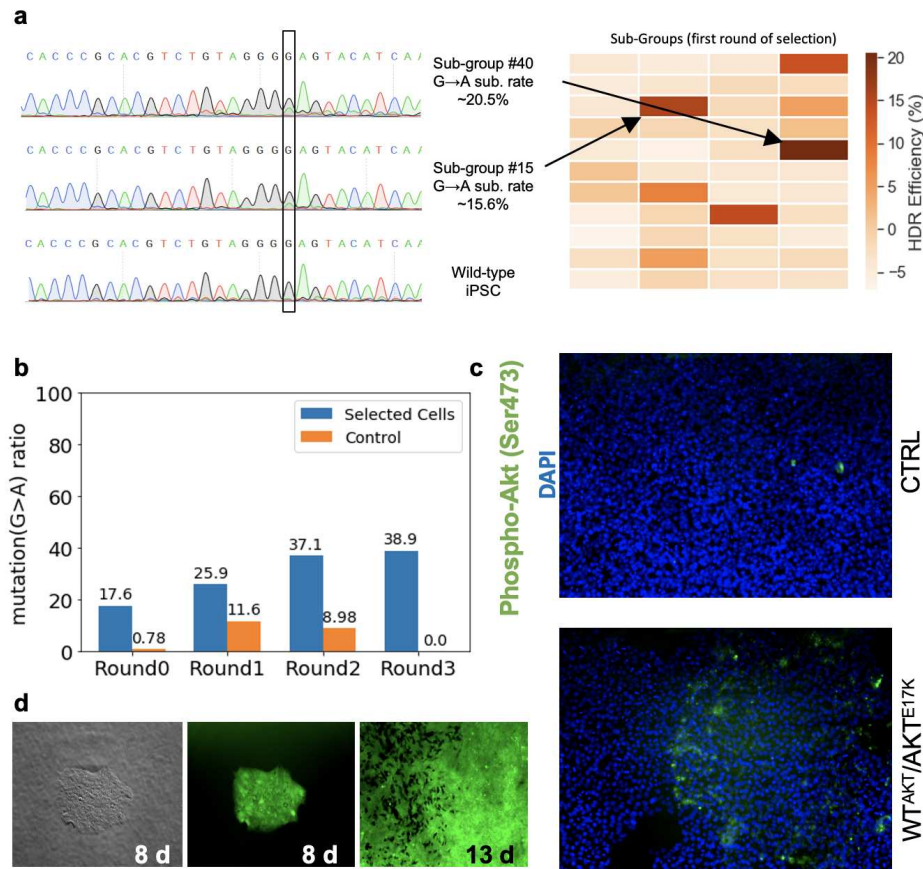 a
Sub-Groups (first round of selection)
C A C C C G C A C G T C T G T A G G G G A G T A C A T C A A
Sub-group #40
G→A sub. rate
~20.5%
C A C C C G C A C G T C T G T A G G G G A G T A C A T C A A
Sub-group #15
G→A sub. rate
~15.6%
C A C C C G C A C G T C T G T A G G G G A G T A C A T C A A
Wild-type
iPSC
20
15
10
5
0
−5
HDR Efficiency (%)
b
mutation(G>A) ratio
100
80
60
40
20
0
Selected Cells
Control
17.6
0.78
25.9
11.6
37.1
8.98
38.9
0.0
Round0
Round1
Round2
Round3
c
Phospho-Akt (Ser473)
DAPI
CTRL
WT^AKT/AKT^E17K
d
8 d
8 d
13 d